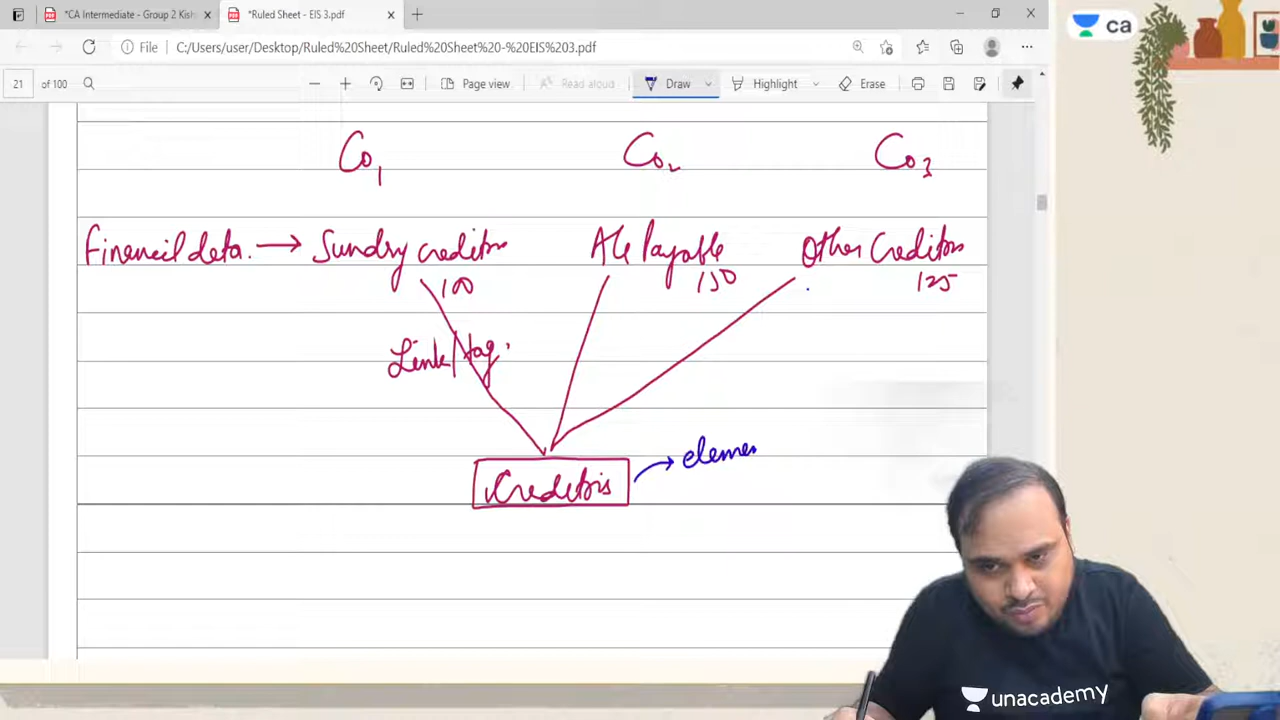 *CA Intermediate - Group 2 Kish
*Ruled Sheet - EIS 3.pdf
File
C:/Users/user/Desktop/Ruled%20Sheet/Ruled%20Sheet%20-%20EIS%203.pdf
21 of 100
Page view
Read aloud
Draw
Highlight
Erase
ca
Co1 Co2 Co3
Financial data. → Sundry creditors A/c Payable Other Creditors
100 150 125
Link/tag.
Creditors → elemen
unacademy